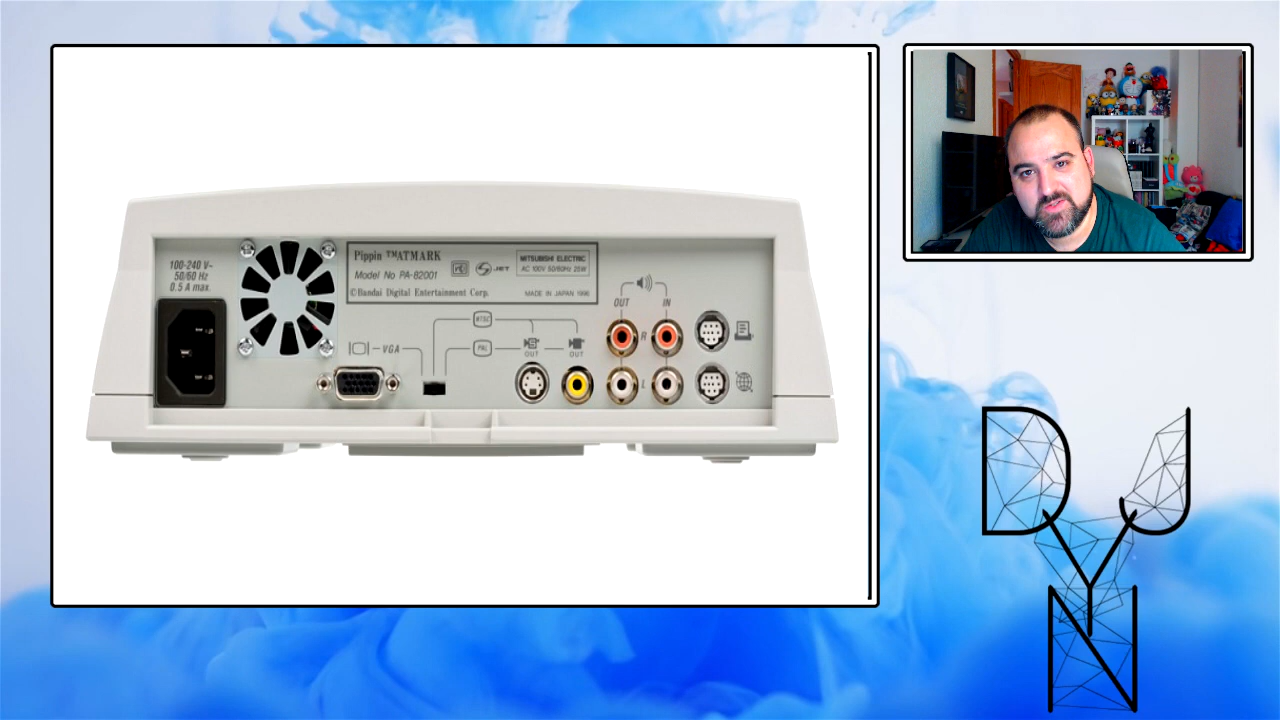 Pippin ™ATMARK
Model No PA-82001
JET
MITSUBISHI ELECTRIC
AC 100V 50/60Hz 25W
©Bandai Digital Entertainment Corp.
MADE IN JAPAN 1996
100-240 V~
50/60 Hz
0.5 A max.
OUT
IN
NTSC
PAL
VGA
OUT
OUT
R
L
D J
Y
N